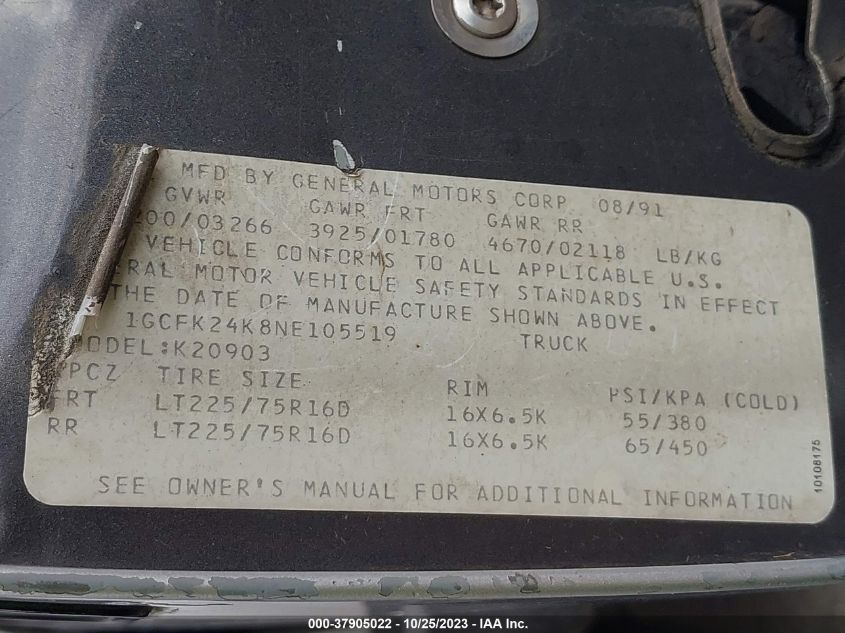 MFD BY GENERAL MOTORS CORP 08/91
GVWR GAWR FRT GAWR RR
200/03266 3925/01780 4670/02118 LB/KG
VEHICLE CONFORMS TO ALL APPLICABLE U.S.
ERAL MOTOR VEHICLE SAFETY STANDARDS IN EFFECT
THE DATE OF MANUFACTURE SHOWN ABOVE.
1GCFK24K8NE105519 TRUCK
ODEL:K20903
PCZ TIRE SIZE RIM PSI/KPA (COLD)
FRT LT225/75R16D 16X6.5K 55/380
RR LT225/75R16D 16X6.5K 65/450
SEE OWNER'S MANUAL FOR ADDITIONAL INFORMATION
10108175
000-37905022 - 10/25/2023 - IAA Inc.